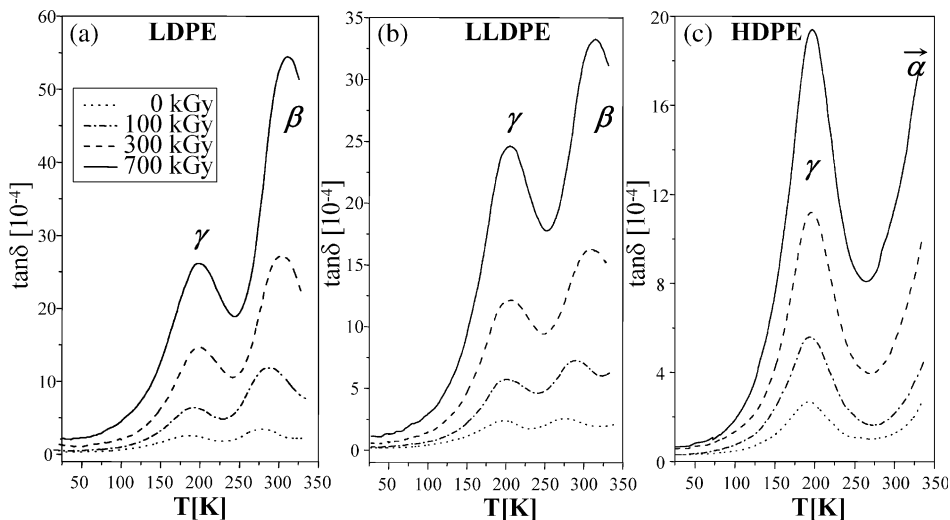 (a) LDPE
0 kGy
100 kGy
300 kGy
700 kGy
γ
β
tanδ [10⁻⁴]
60
50
40
30
20
10
0
50 100 150 200 250 300 350
T[K]
(b) LLDPE
γ
β
tanδ [10⁻⁴]
35
30
25
20
15
10
5
0
50 100 150 200 250 300 350
T[K]
(c) HDPE
α
γ
tanδ [10⁻⁴]
20
16
12
8
4
0
50 100 150 200 250 300 350
T[K]